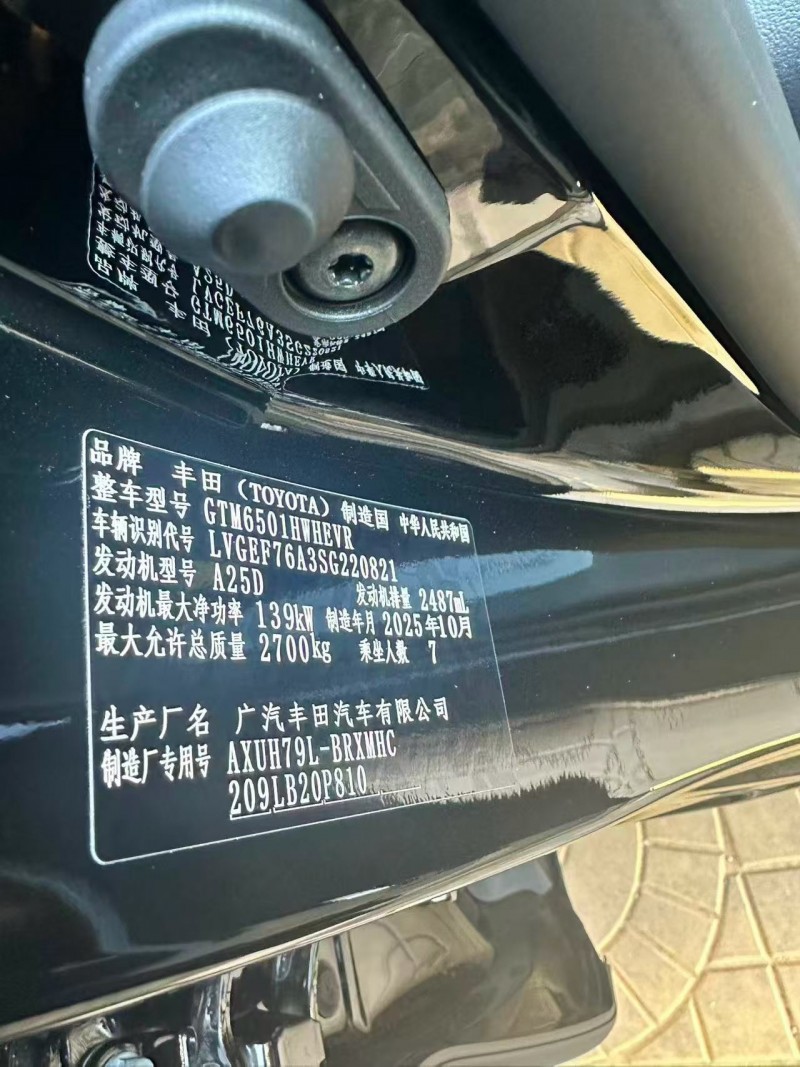 品牌 丰田（TOYOTA）制造国 中华人民共和国
整车型号 GTM6501HWHEVR
车辆识别代号 LVGEF76A3SG220821
发动机型号 A25D 发动机排量 2487mL
发动机最大净功率 139kW 制造年月 2025年10月
最大允许总质量 2700kg 乘坐人数 7
生产厂名 广汽丰田汽车有限公司
制造厂专用号 AXUH79L-BRXMHC
209LB20P810